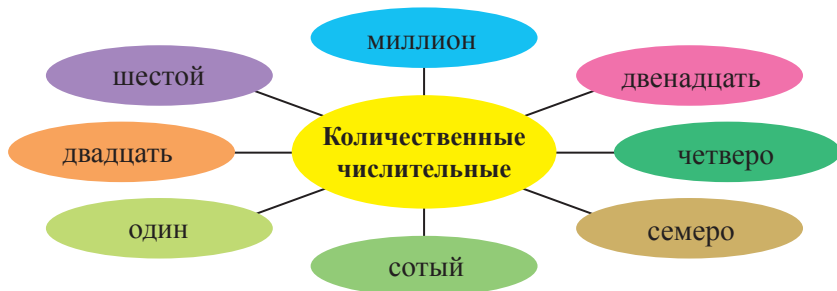 миллион
шестой
двенадцать
Количественные
числительные
двадцать
четверо
один
семеро
сотый